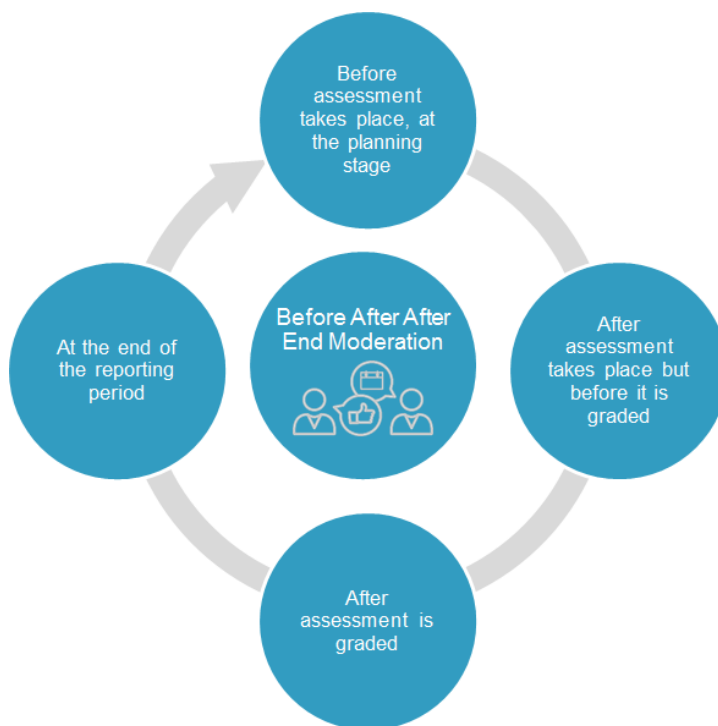 Before
assessment
takes place, at
the planning
stage
Before After After
End Moderation
At the end of
the reporting
period
After
assessment
takes place but
before it is
graded
After
assessment is
graded